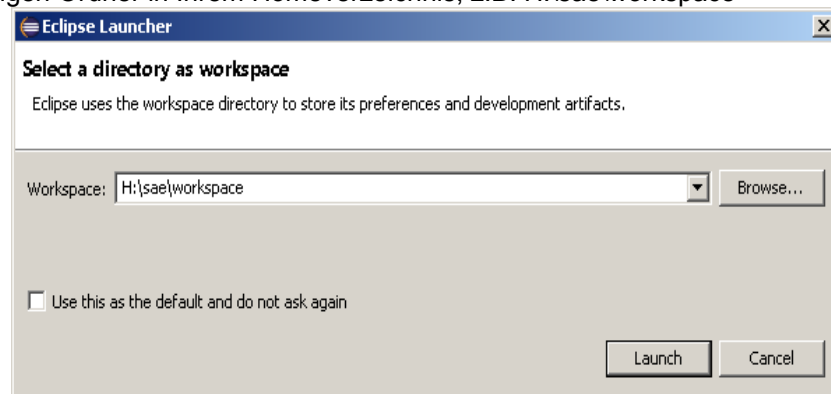 Eclipse Launcher
Select a directory as workspace
Eclipse uses the workspace directory to store its preferences and development artifacts.
Workspace: H:\sae\workspace Browse...
Use this as the default and do not ask again
Launch Cancel